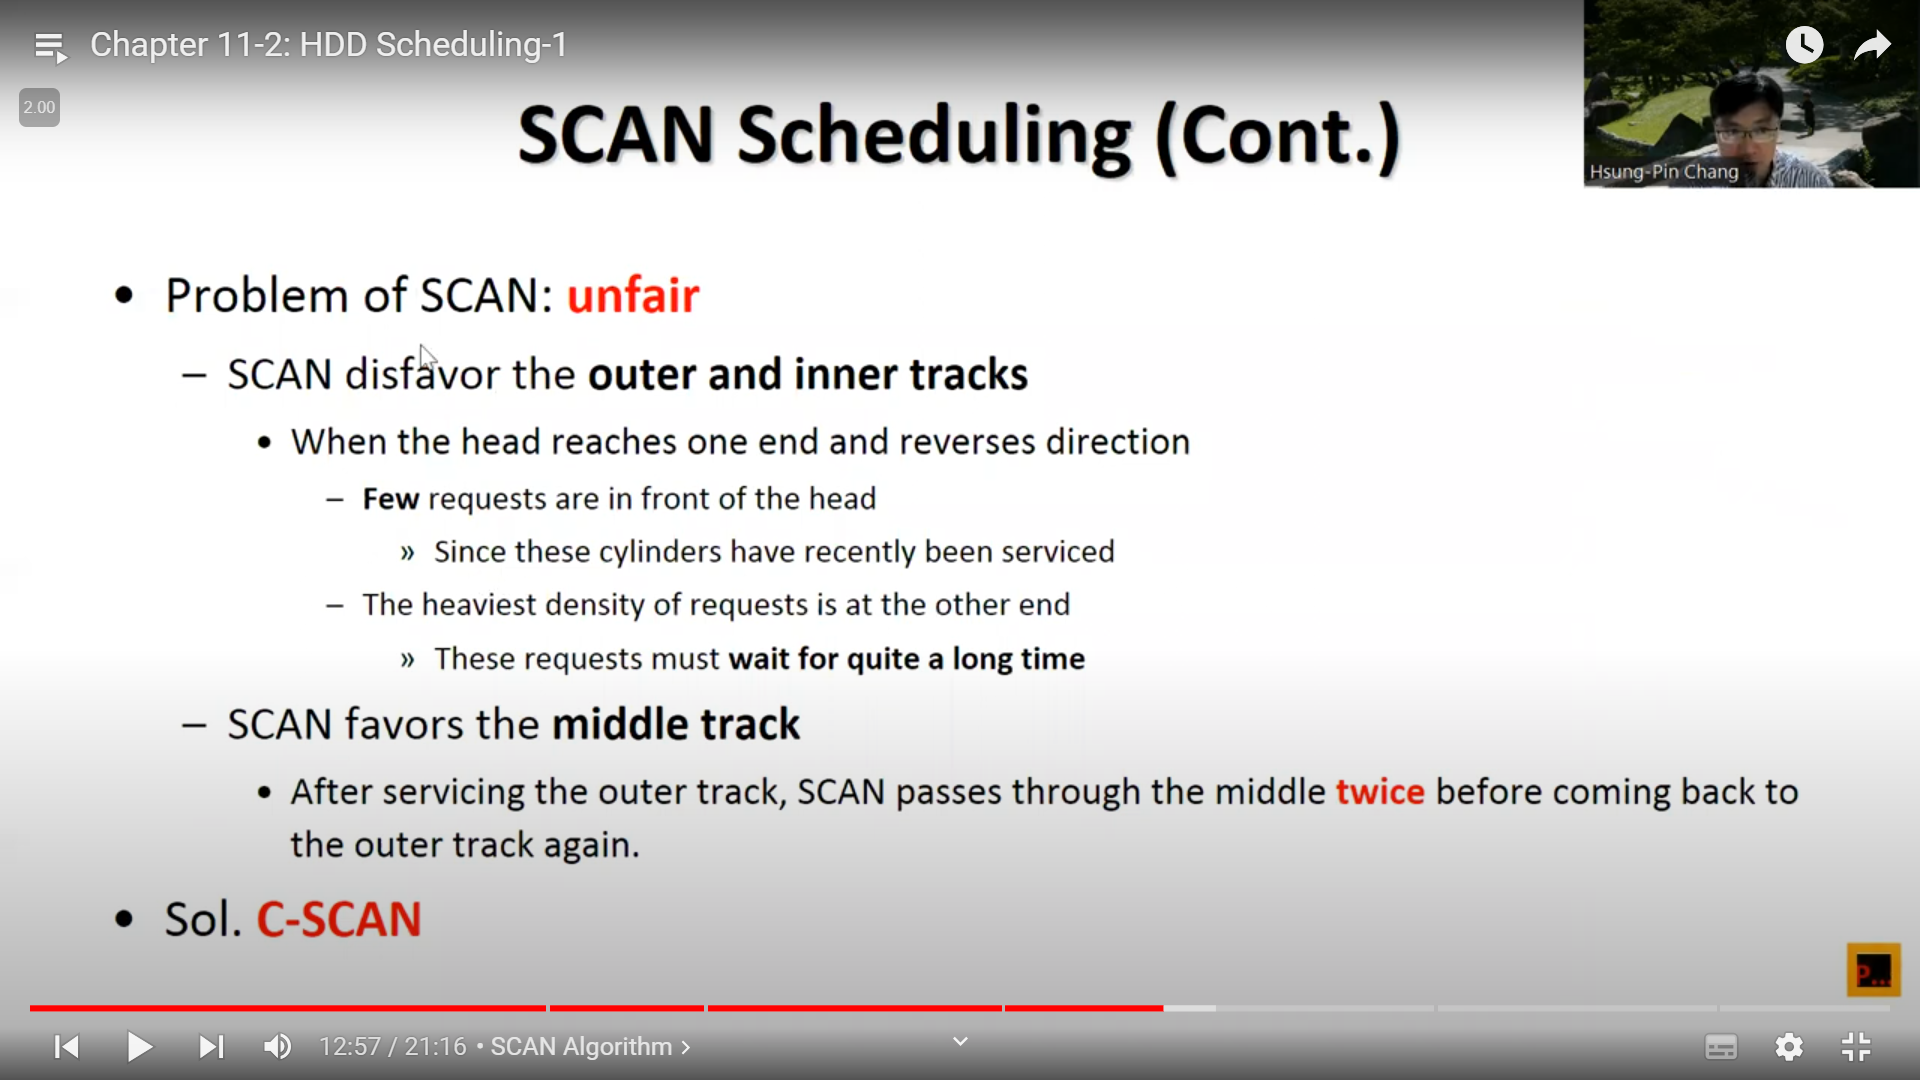 Chapter 11-2: HDD Scheduling-1
2.00
SCAN Scheduling (Cont.)
Hsung-Pin Chang
• Problem of SCAN: unfair
– SCAN disfavor the outer and inner tracks
• When the head reaches one end and reverses direction
– Few requests are in front of the head
» Since these cylinders have recently been serviced
– The heaviest density of requests is at the other end
» These requests must wait for quite a long time
– SCAN favors the middle track
• After servicing the outer track, SCAN passes through the middle twice before coming back to
the outer track again.
• Sol. C-SCAN
P...
12:57 / 21:16 • SCAN Algorithm >